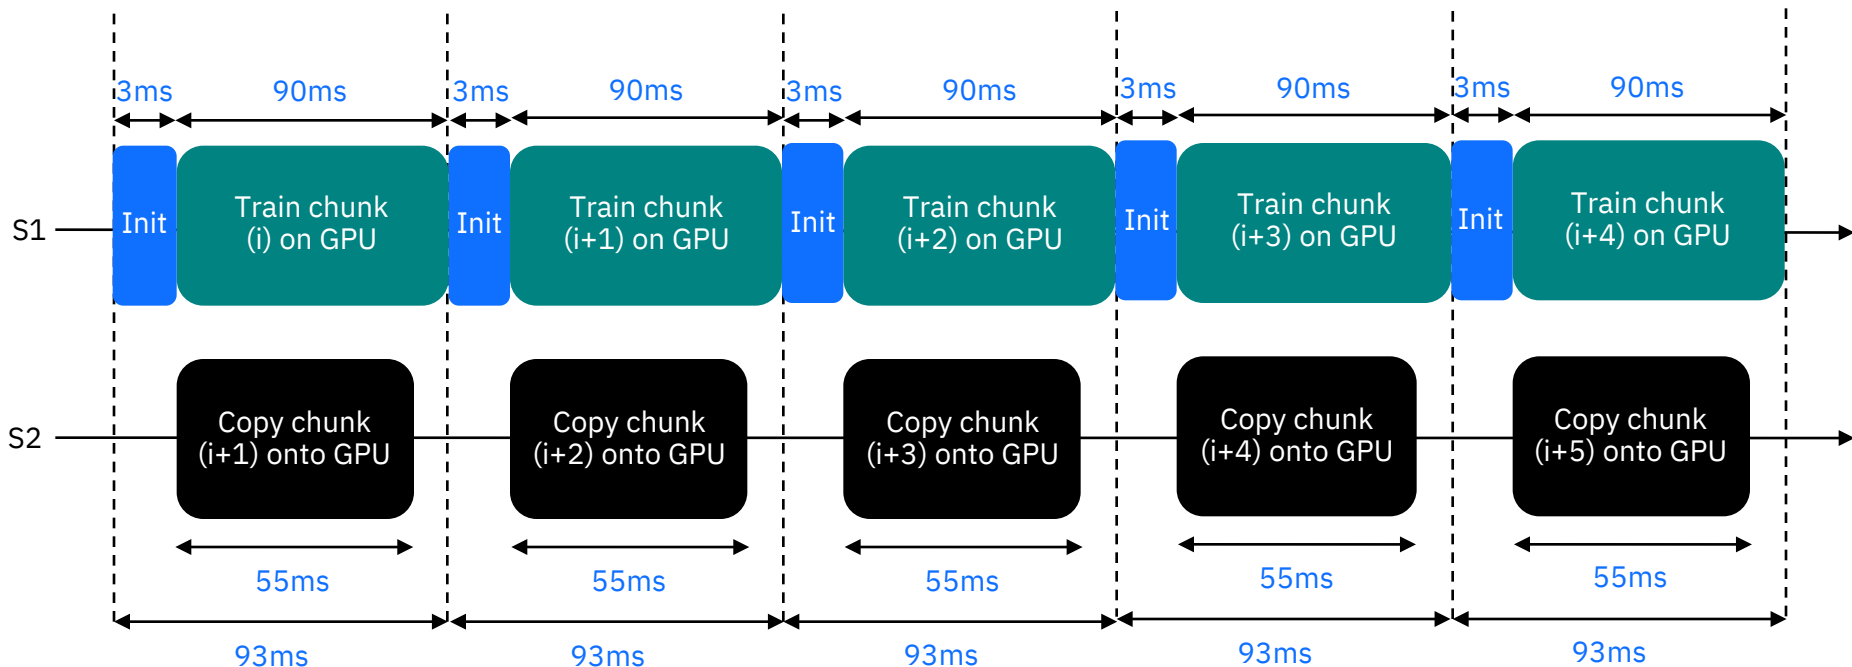 3ms 90ms 3ms 90ms 3ms 90ms 3ms 90ms 3ms 90ms
S1
Init
Train chunk
(i) on GPU
Init
Train chunk
(i+1) on GPU
Init
Train chunk
(i+2) on GPU
Init
Train chunk
(i+3) on GPU
Init
Train chunk
(i+4) on GPU
S2
Copy chunk
(i+1) onto GPU
Copy chunk
(i+2) onto GPU
Copy chunk
(i+3) onto GPU
Copy chunk
(i+4) onto GPU
Copy chunk
(i+5) onto GPU
55ms 55ms 55ms 55ms 55ms
93ms 93ms 93ms 93ms 93ms